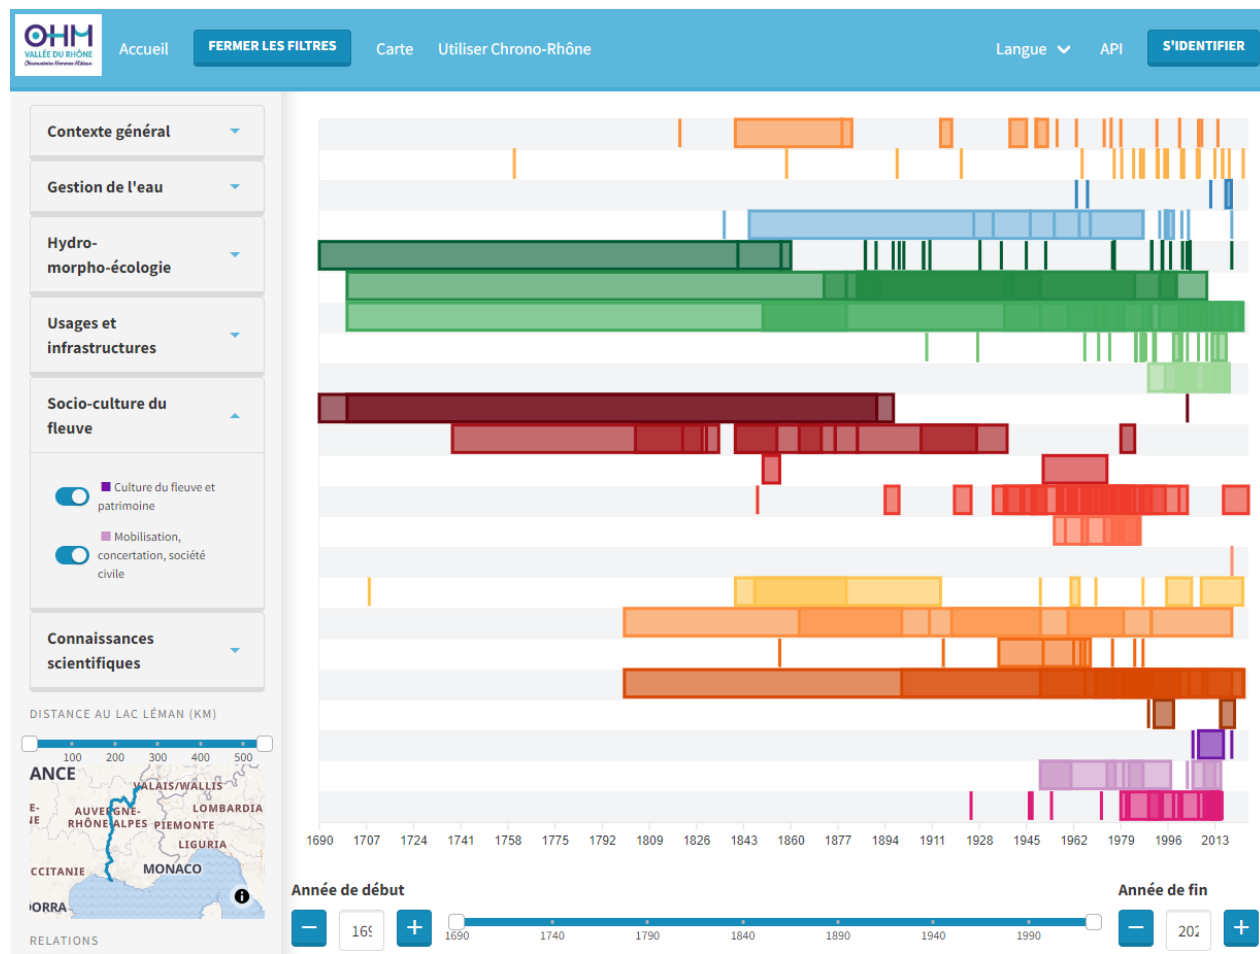 OHM
VALLÉE DU RHÔNE
Observatoire Hommes-Milieux
Accueil
FERMER LES FILTRES
Carte
Utiliser Chrono-Rhône
Langue
API
S'IDENTIFIER
Contexte général
Gestion de l'eau
Hydro-
morpho-écologie
Usages et
infrastructures
Socio-culture du
fleuve
Culture du fleuve et
patrimoine
Mobilisation,
concertation, société
civile
Connaissances
scientifiques
DISTANCE AU LAC LÉMAN (KM)
100 200 300 400 500
ANCE
VALAIS/WALLIS
AUVERGNE-
RHÔNE-ALPES
LOMBARDIA
PIEMONTE
LIGURIA
CCITANIE
MONACO
ORRA
RELATIONS
1690 1707 1724 1741 1758 1775 1792 1809 1826 1843 1860 1877 1894 1911 1928 1945 1962 1979 1996 2013
Année de début
169
1690 1740 1790 1840 1890 1940 1990
Année de fin
202